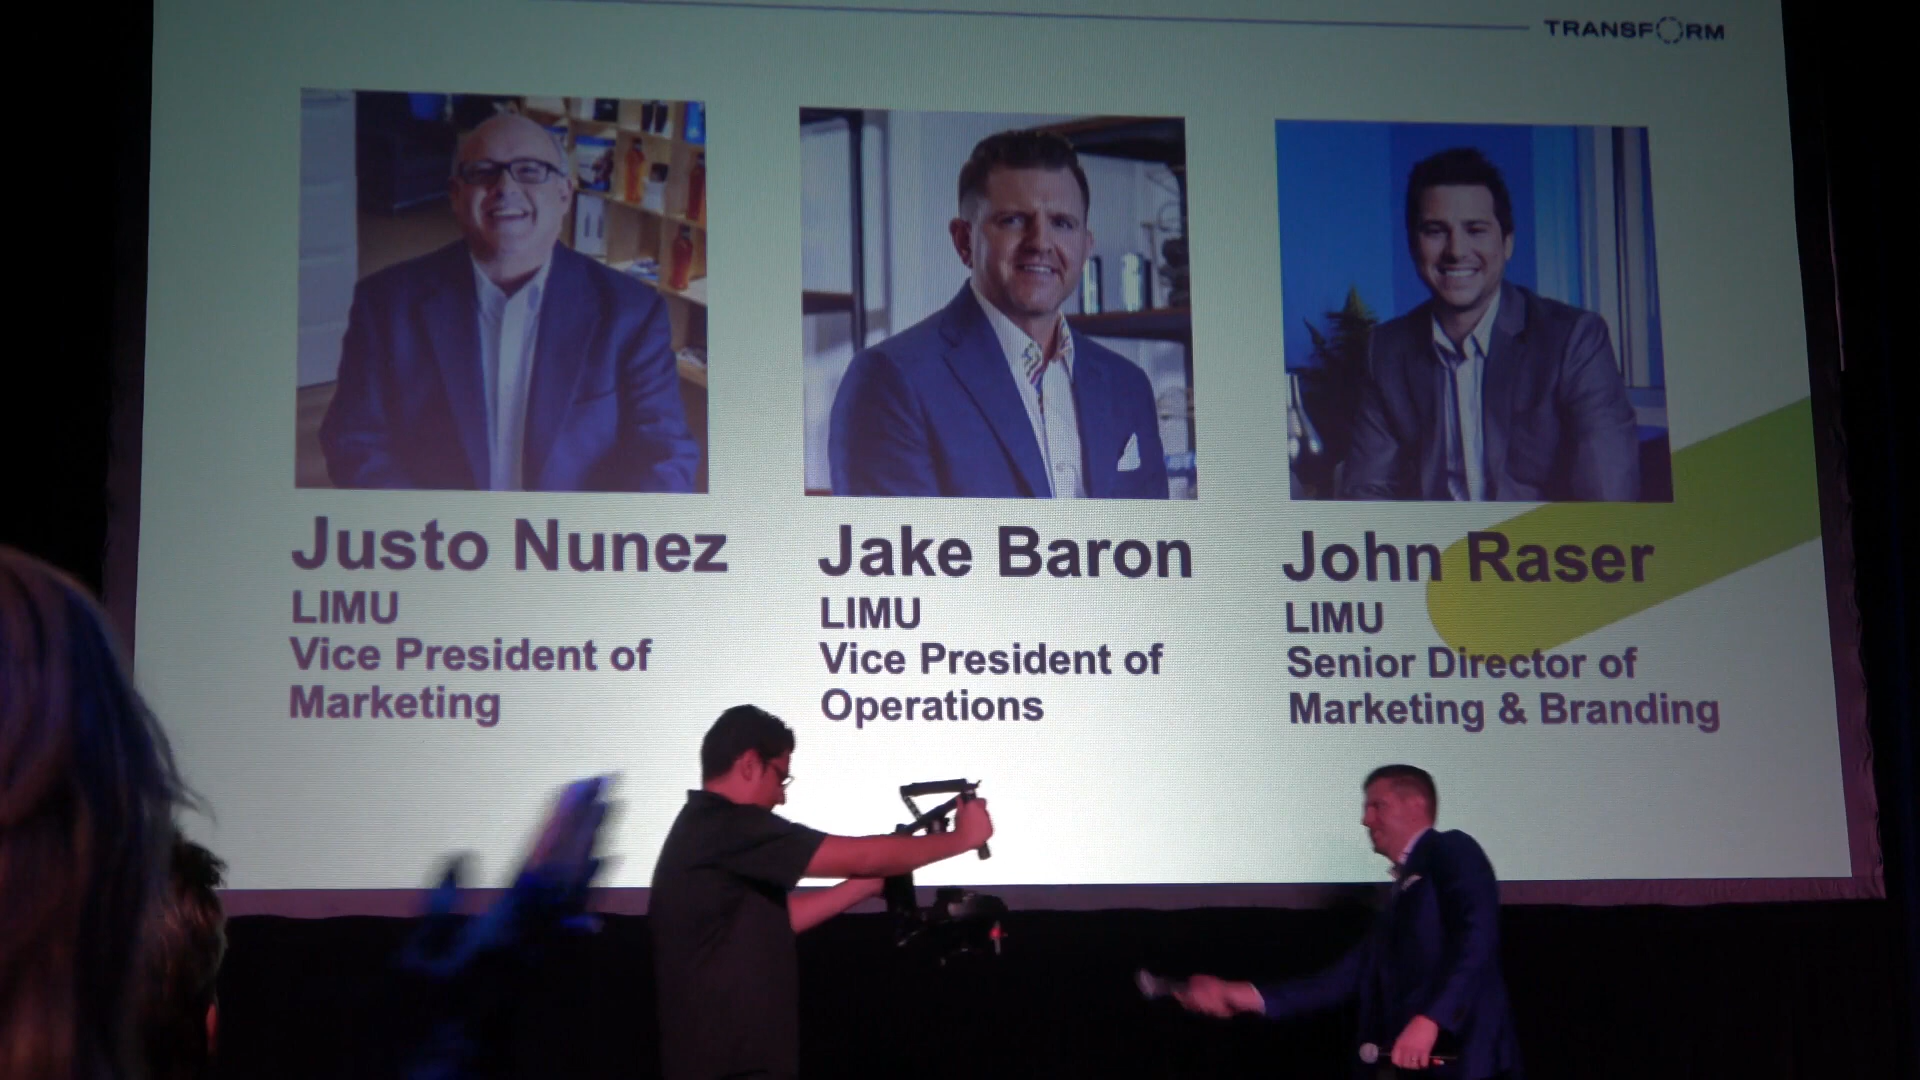 TRANSFORM
Justo Nunez
LIMU
Vice President of
Marketing
Jake Baron
LIMU
Vice President of
Operations
John Raser
LIMU
Senior Director of
Marketing & Branding